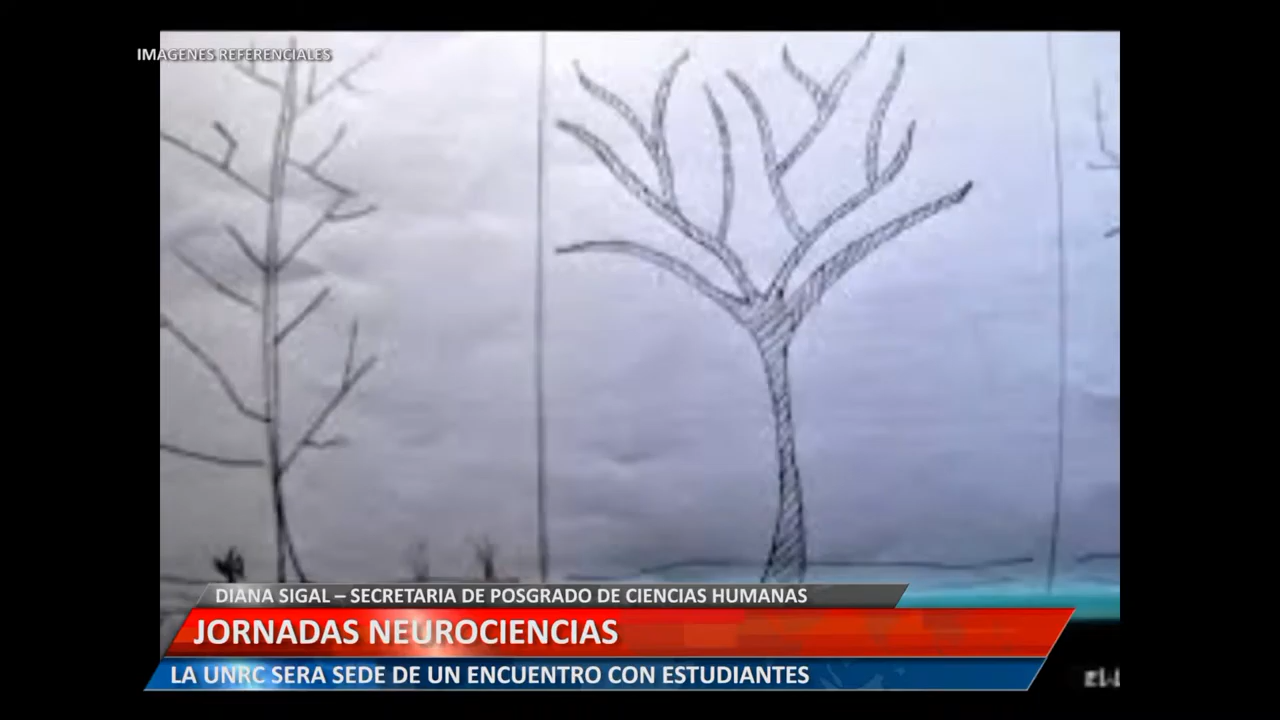 IMAGENES REFERENCIALES
DIANA SIGAL – SECRETARIA DE POSGRADO DE CIENCIAS HUMANAS
JORNADAS NEUROCIENCIAS
LA UNRC SERA SEDE DE UN ENCUENTRO CON ESTUDIANTES